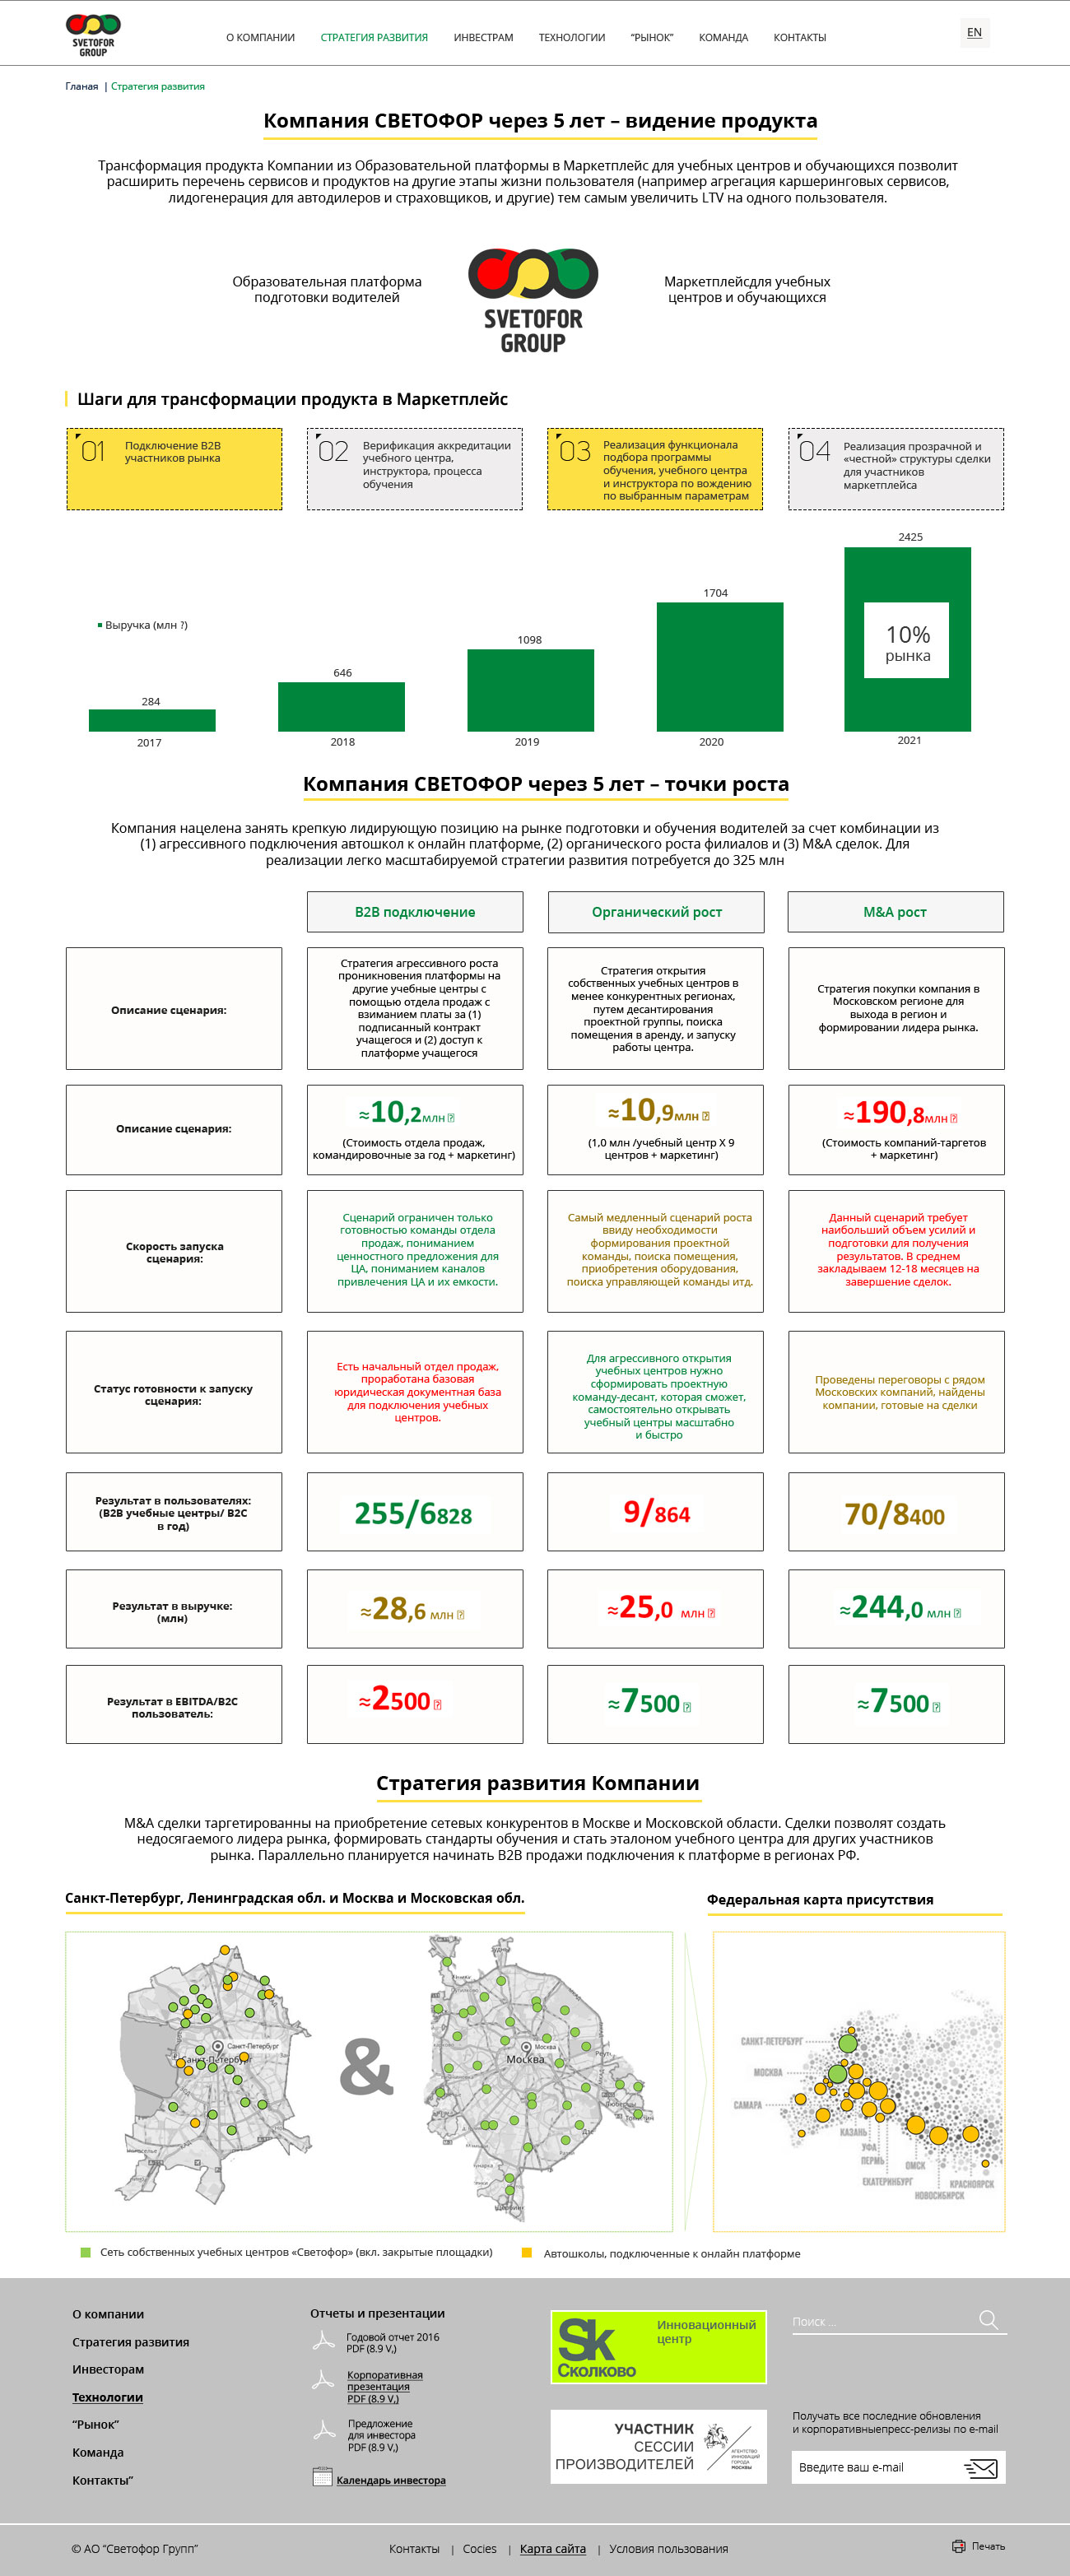 SVETOFOR
GROUP
О КОМПАНИИ
СТРАТЕГИЯ РАЗВИТИЯ
ИНВЕСТРАМ
ТЕХНОЛОГИИ
“РЫНОК”
КОМАНДА
КОНТАКТЫ
EN
Гланая | Стратегия развития
Компания СВЕТОФОР через 5 лет – видение продукта
Трансформация продукта Компании из Образовательной платформы в Маркетплейс для учебных центров и обучающихся позволит
расширить перечень сервисов и продуктов на другие этапы жизни пользователя (например агрегация каршеринговых сервисов,
лидогенерация для автодилеров и страховщиков, и другие) тем самым увеличить LTV на одного пользователя.
Образовательная платформа
подготовки водителей
SVETOFOR
GROUP
Маркетплейсдля учебных
центров и обучающихся
Шаги для трансформации продукта в Маркетплейс
01
Подключение B2B
участников рынка
02
Верификация аккредитации
учебного центра,
инструктора, процесса
обучения
03
Реализация функционала
подбора программы
обучения, учебного центра
и инструктора по вождению
по выбранным параметрам
04
Реализация прозрачной и
«честной» структуры сделки
для участников
маркетплейса
Выручка (млн ?)
284
646
1098
1704
2425
10%
рынка
2017
2018
2019
2020
2021
Компания СВЕТОФОР через 5 лет – точки роста
Компания нацелена занять крепкую лидирующую позицию на рынке подготовки и обучения водителей за счет комбинации из
(1) агрессивного подключения автошкол к онлайн платформе, (2) органического роста филиалов и (3) M&A сделок. Для
реализации легко масштабируемой стратегии развития потребуется до 325 млн
B2B подключение
Органический рост
M&A рост
Описание сценария:
Стратегия агрессивного роста
проникновения платформы на
другие учебные центры с
помощью отдела продаж с
взиманием платы за (1)
подписанный контракт
учащегося и (2) доступ к
платформе учащегося
Стратегия открытия
собственных учебных центров в
менее конкурентных регионах,
путем десантирования
проектной группы, поиска
помещения в аренду, и запуску
работы центра.
Стратегия покупки компания в
Московском регионе для
выхода в регион и
формировании лидера рынка.
Описание сценария:
≈10,2млн
(Стоимость отдела продаж,
командировочные за год + маркетинг)
≈10,9млн
(1,0 млн /учебный центр X 9
центров + маркетинг)
≈190,8млн
(Стоимость компаний-таргетов
+ маркетинг)
Скорость запуска
сценария:
Сценарий ограничен только
готовностью команды отдела
продаж, пониманием
ценностного предложения для
ЦА, пониманием каналов
привлечения ЦА и их емкости.
Самый медленный сценарий роста
ввиду необходимости
формирования проектной
команды, поиска помещения,
приобретения оборудования,
поиска управляющей команды итд.
Данный сценарий требует
наибольший объем усилий и
подготовки для получения
результатов. В среднем
закладываем 12-18 месяцев на
завершение сделок.
Статус готовности к запуску
сценария:
Есть начальный отдел продаж,
проработана базовая
юридическая документная база
для подключения учебных
центров.
Для агрессивного открытия
учебных центров нужно
сформировать проектную
команду-десант, которая сможет,
самостоятельно открывать
учебный центры масштабно
и быстро
Проведены переговоры с рядом
Московских компаний, найдены
компании, готовые на сделки
Результат в пользователях:
(B2B учебные центры/ B2C
в год)
255/6828
9/864
70/8400
Результат в выручке:
(млн)
≈28,6 млн
≈25,0 млн
≈244,0 млн
Результат в EBITDA/B2C
пользователь:
≈2500
≈7500
≈7500
Стратегия развития Компании
M&A сделки таргетированны на приобретение сетевых конкурентов в Москве и Московской области. Сделки позволят создать
недосягаемого лидера рынка, формировать стандарты обучения и стать эталоном учебного центра для других участников
рынка. Параллельно планируется начинать B2B продажи подключения к платформе в регионах РФ.
Санкт-Петербург, Ленинградская обл. и Москва и Московская обл.
Федеральная карта присутствия
Санкт-Петербург
Санкт-Петербург
&
Москва
Москва
САНКТ-ПЕТЕРБУРГ
МОСКВА
САМАРА
КАЗАНЬ
УФА
ПЕРМЬ
ОМСК
ЕКАТЕРИНБУРГ
КРАСНОЯРСК
НОВОСИБИРСК
Сеть собственных учебных центров «Светофор» (вкл. закрытые площадки)
Автошколы, подключенные к онлайн платформе
О компании
Стратегия развития
Инвесторам
Технологии
“Рынок”
Команда
Контакты”
Отчеты и презентации
Годовой отчет 2016
PDF (8.9 V,)
Корпоративная
презентация
PDF (8.9 V,)
Предложение
для инвестора
PDF (8.9 V,)
Календарь инвестора
Sk
Сколково
Инновационный
центр
УЧАСТНИК
СЕССИИ
ПРОИЗВОДИТЕЛЕЙ
АГЕНТСТВО
ИННОВАЦИЙ
ГОРОДА
МОСКВЫ
Поиск ...
Получать все последние обновления
и корпоративныепресс-релизы по e-mail
Введите ваш e-mail
© АО “Светофор Групп”
Контакты | Cocies | Карта сайта | Условия пользования
Печать